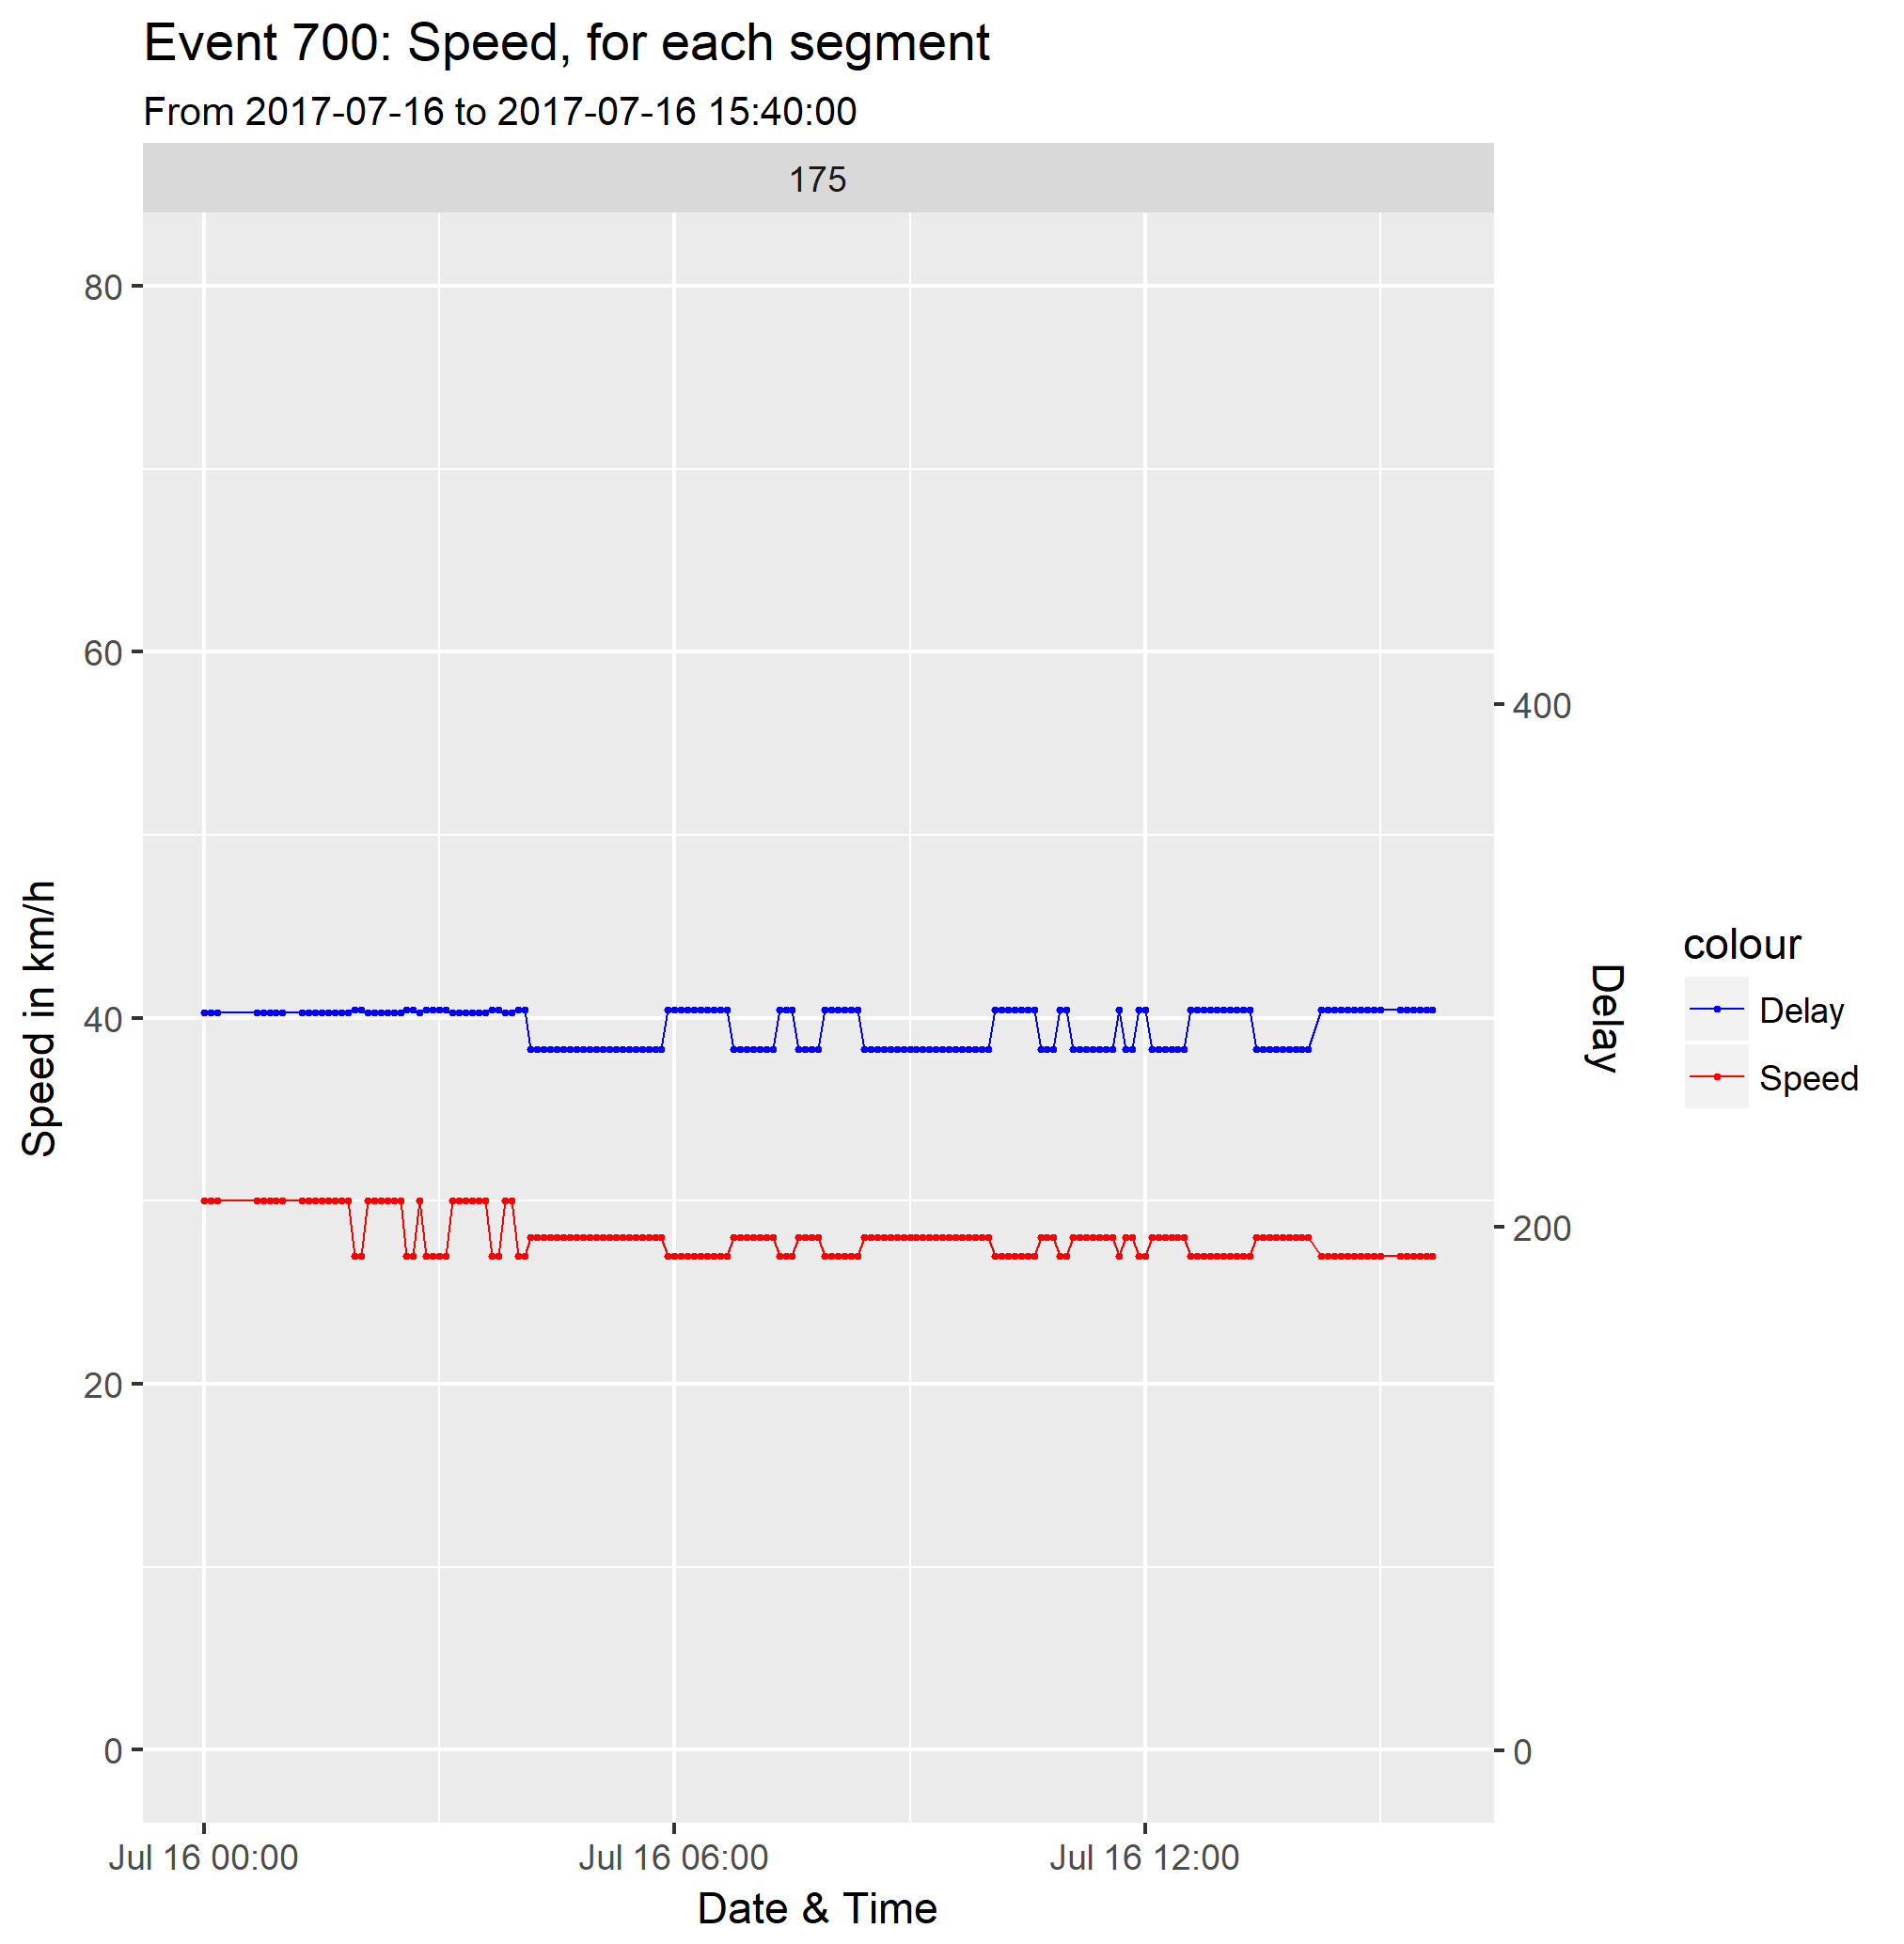 Event 700: Speed, for each segment
From 2017-07-16 to 2017-07-16 15:40:00
175
80
60
40
20
0
Speed in km/h
400
200
0
Delay
colour
Delay
Speed
Jul 16 00:00
Jul 16 06:00
Jul 16 12:00
Date & Time